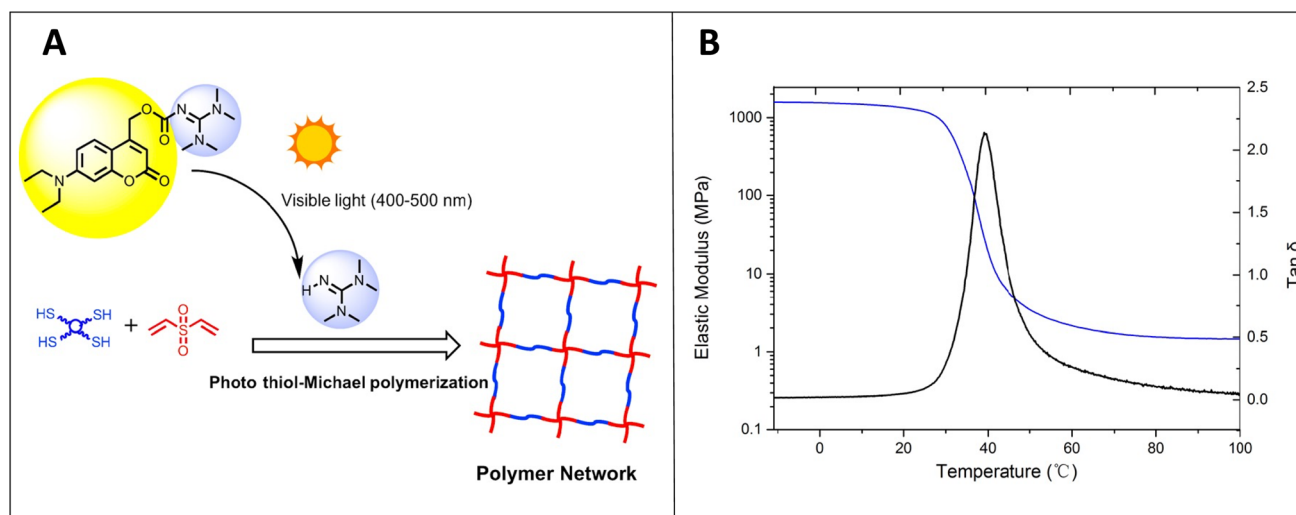 A
O
O
N
N
N
N
O
O
Visible light (400-500 nm)
H
N
N
N
HS
SH
HS
SH
+
O
S
O
Photo thiol-Michael polymerization
Polymer Network
B
Elastic Modulus (MPa)
1000
100
10
1
0.1
0
20
40
60
80
100
Temperature (℃)
2.5
2.0
1.5
1.0
0.5
0.0
Tan δ